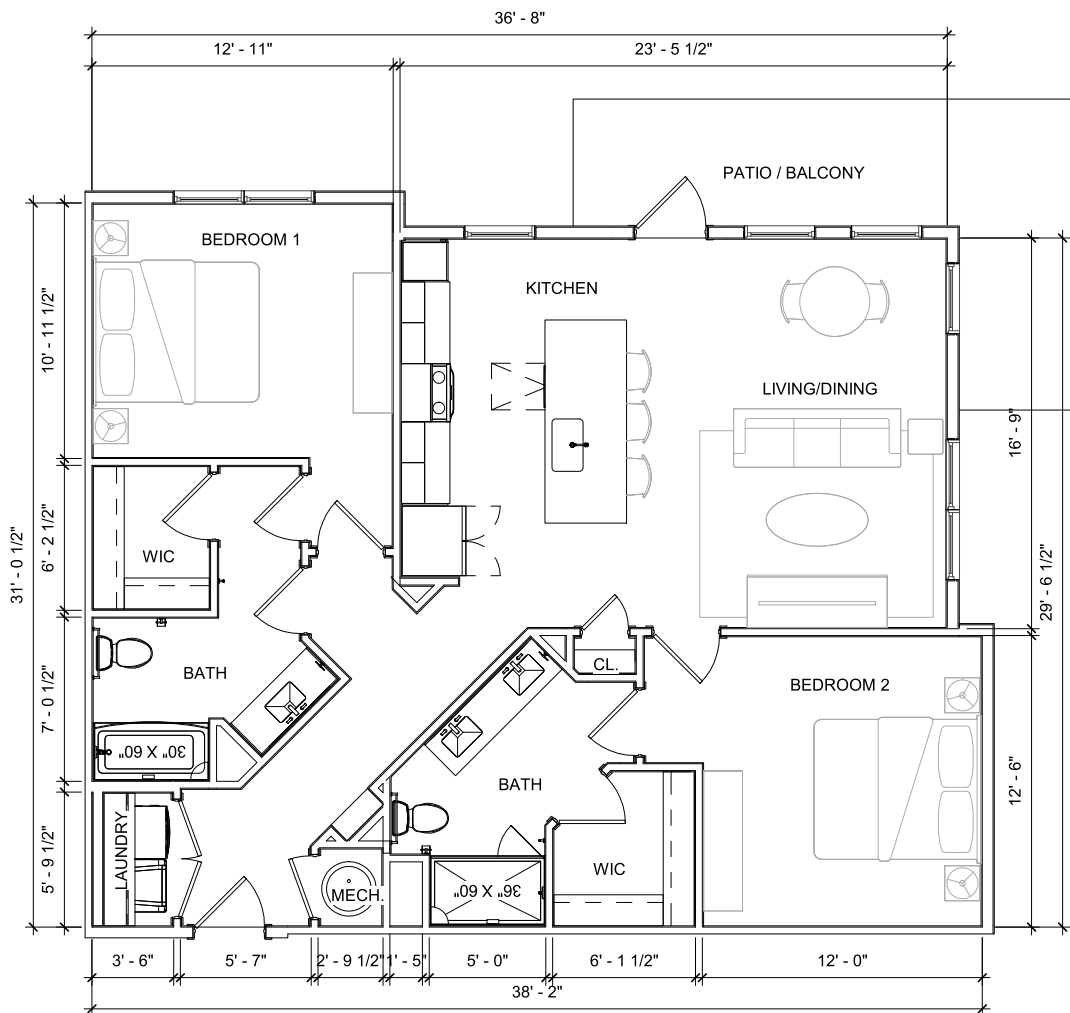 36' - 8"
12' - 11"
23' - 5 1/2"
PATIO / BALCONY
BEDROOM 1
KITCHEN
10' - 11 1/2"
LIVING/DINING
16' - 9"
31' - 0 1/2"
6' - 2 1/2"
WIC
29' - 6 1/2"
CL.
BATH
BEDROOM 2
7' - 0 1/2"
30" X 60"
BATH
12' - 6"
5' - 9 1/2"
LAUNDRY
MECH.
36" X 60"
WIC
3' - 6"
5' - 7"
2' - 9 1/2"
1' - 5"
5' - 0"
6' - 1 1/2"
12' - 0"
38' - 2"